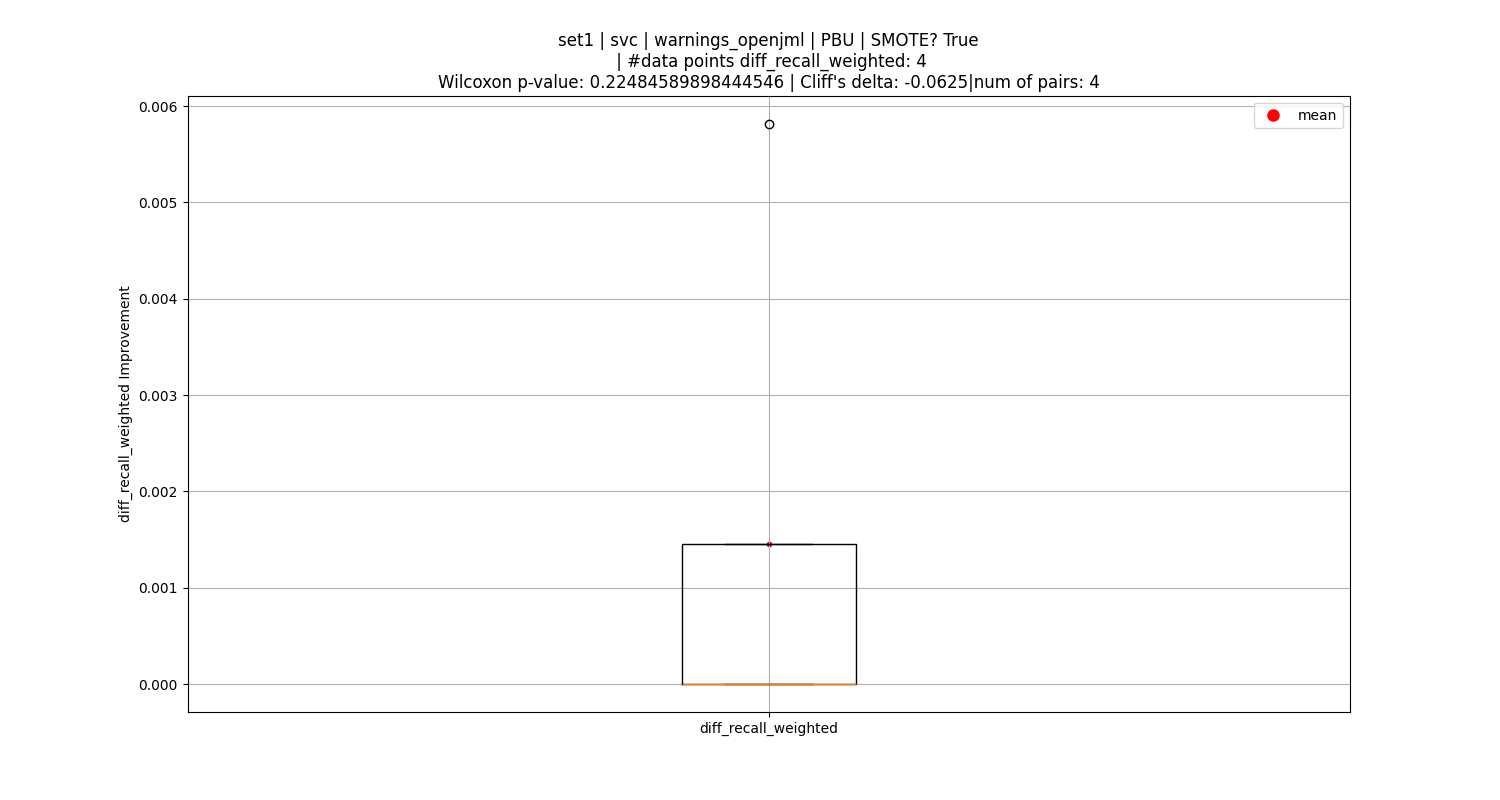 set1 | svc | warnings_openjml | PBU | SMOTE? True
| #data points diff_recall_weighted: 4
Wilcoxon p-value: 0.22484589898444546 | Cliff's delta: -0.0625|num of pairs: 4
mean
0.006
0.005
0.004
0.003
0.002
0.001
0.000
diff_recall_weighted Improvement
diff_recall_weighted